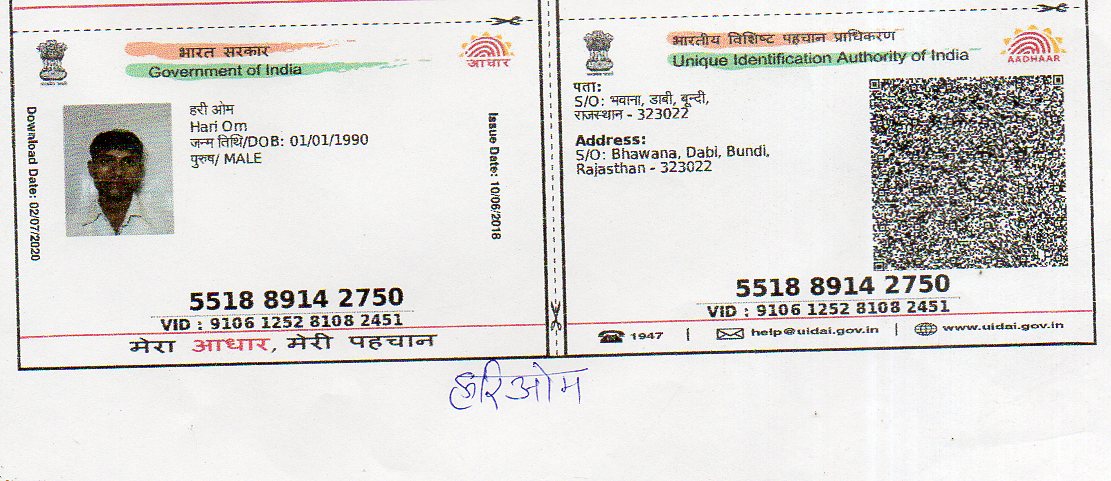 भारत सरकार
Government of India
आधार
Download Date: 02/07/2020
हरी ओम
Hari Om
जन्म तिथि/DOB: 01/01/1990
पुरुष/ MALE
Issue Date: 10/06/2018
5518 8914 2750
VID : 9106 1252 8108 2451
मेरा आधार, मेरी पहचान
भारतीय विशिष्ट पहचान प्राधिकरण
Unique Identification Authority of India
AADHAAR
पता:
S/O: भवाना, डाबी, बून्दी,
राजस्थान - 323022
Address:
S/O: Bhawana, Dabi, Bundi,
Rajasthan - 323022
5518 8914 2750
VID : 9106 1252 8108 2451
1947 | help@uidai.gov.in | www.uidai.gov.in
हरिओम